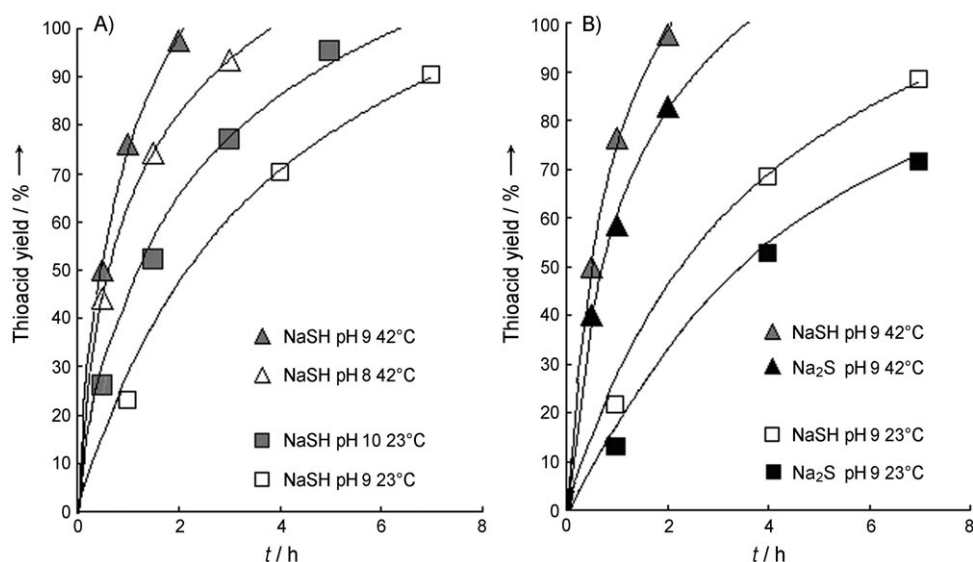 A)
100
90
80
70
60
50
40
30
20
10
0
Thioacid yield / % ⟶
0 2 4 6 8
t / h
NaSH pH 9 42°C
NaSH pH 8 42°C
NaSH pH 10 23°C
NaSH pH 9 23°C
B)
100
90
80
70
60
50
40
30
20
10
0
Thioacid yield / % ⟶
0 2 4 6 8
t / h
NaSH pH 9 42°C
Na₂S pH 9 42°C
NaSH pH 9 23°C
Na₂S pH 9 23°C